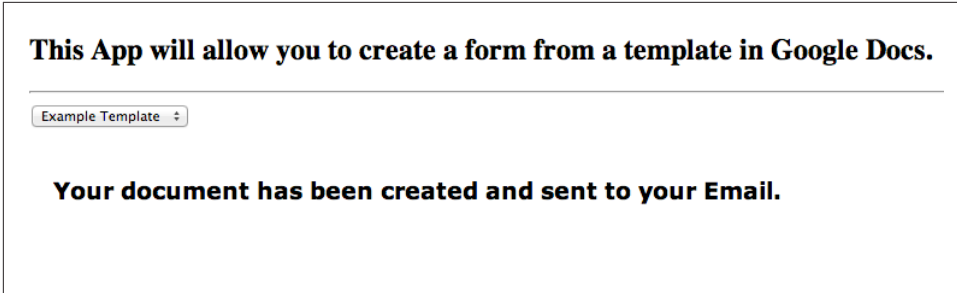 This App will allow you to create a form from a template in Google Docs.
Example Template
Your document has been created and sent to your Email.